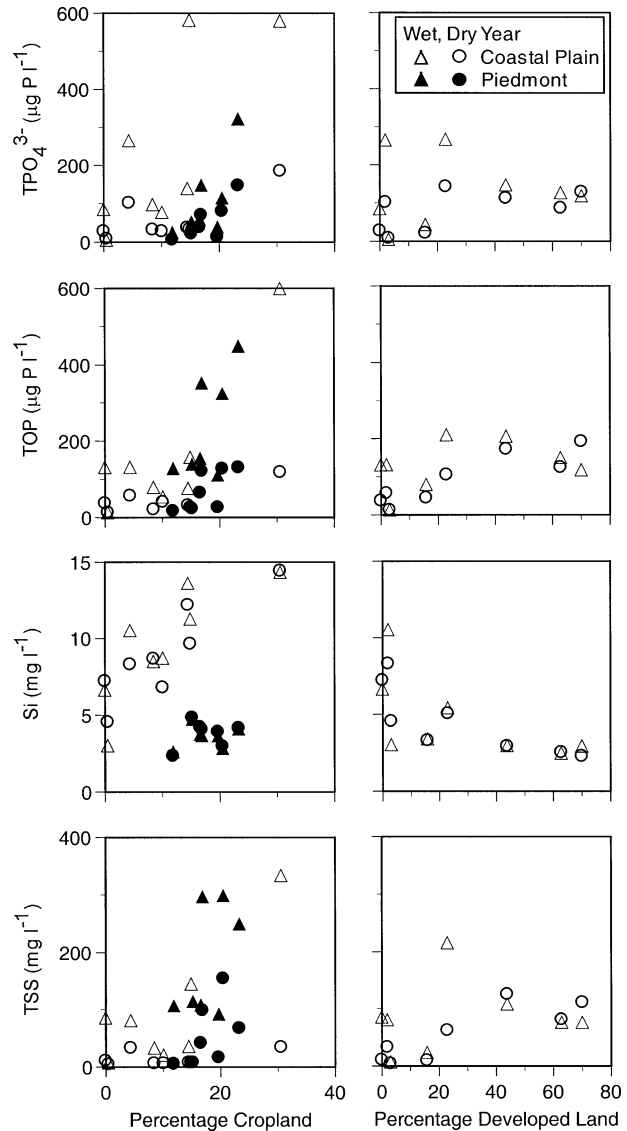 600
400
200
0
TPO₄³⁻ (µg P l⁻¹)
Wet, Dry Year
Coastal Plain
Piedmont
600
400
200
0
TOP (µg P l⁻¹)
15
10
5
0
Si (mg l⁻¹)
400
200
0
TSS (mg l⁻¹)
0 20 40
Percentage Cropland
0 20 40 60 80
Percentage Developed Land